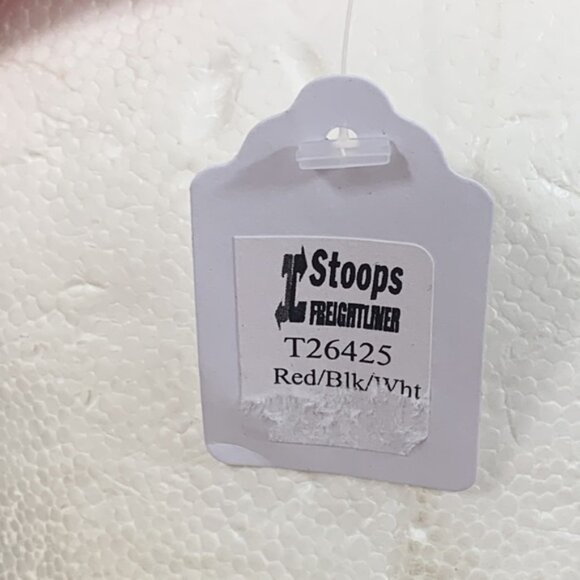 Stoops
FREIGHTLINER
T26425
Red/Blk/Wht